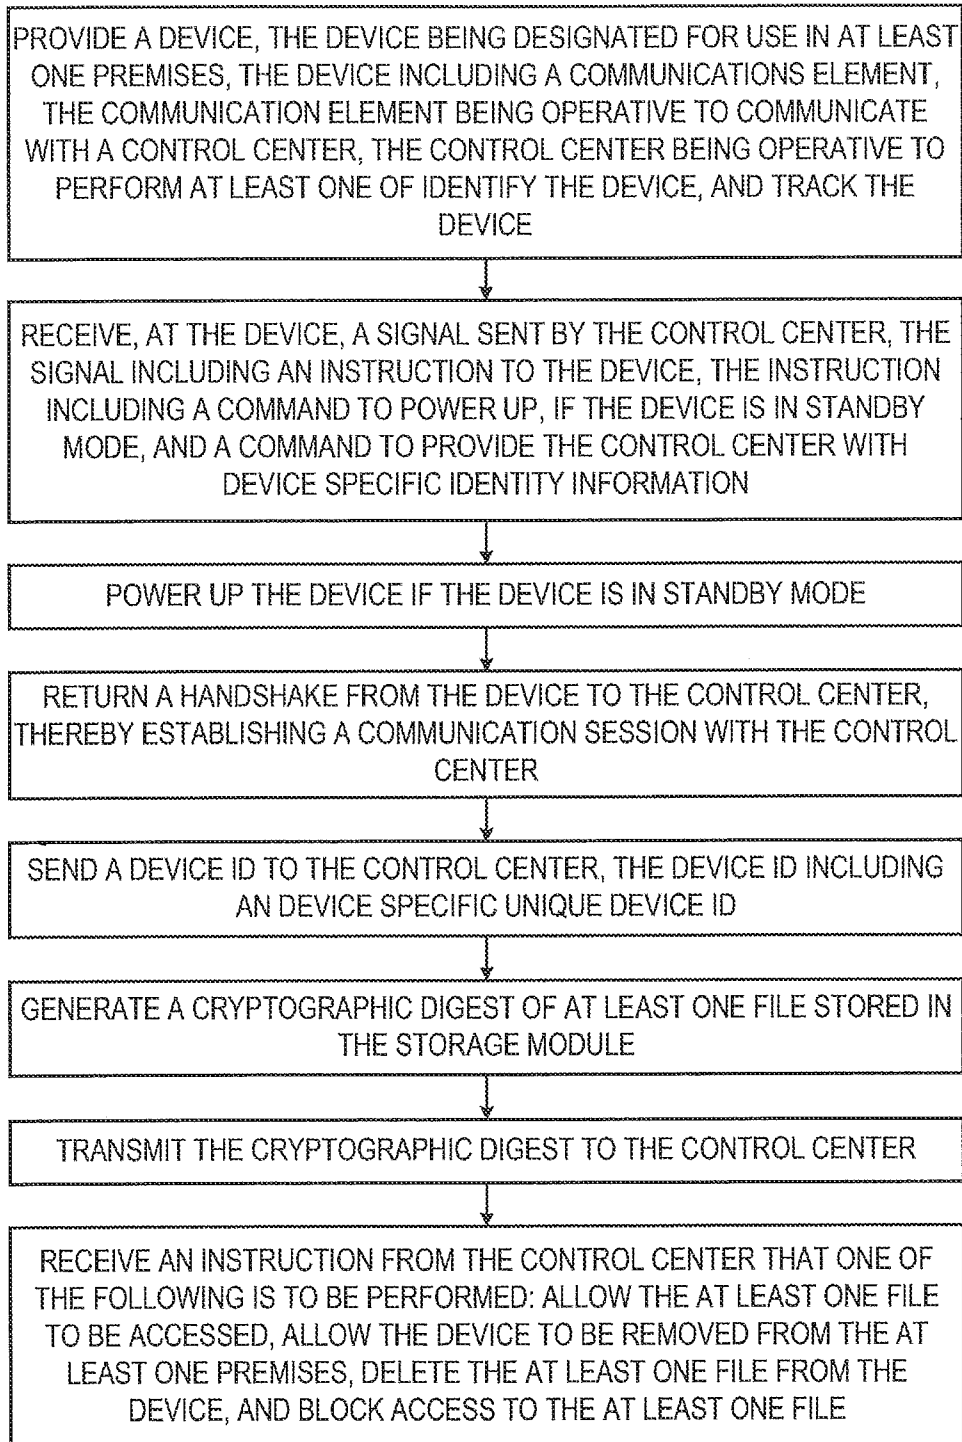 PROVIDE A DEVICE, THE DEVICE BEING DESIGNATED FOR USE IN AT LEAST
ONE PREMISES, THE DEVICE INCLUDING A COMMUNICATIONS ELEMENT,
THE COMMUNICATION ELEMENT BEING OPERATIVE TO COMMUNICATE
WITH A CONTROL CENTER, THE CONTROL CENTER BEING OPERATIVE TO
PERFORM AT LEAST ONE OF IDENTIFY THE DEVICE, AND TRACK THE
DEVICE
RECEIVE, AT THE DEVICE, A SIGNAL SENT BY THE CONTROL CENTER, THE
SIGNAL INCLUDING AN INSTRUCTION TO THE DEVICE, THE INSTRUCTION
INCLUDING A COMMAND TO POWER UP, IF THE DEVICE IS IN STANDBY
MODE, AND A COMMAND TO PROVIDE THE CONTROL CENTER WITH
DEVICE SPECIFIC IDENTITY INFORMATION
POWER UP THE DEVICE IF THE DEVICE IS IN STANDBY MODE
RETURN A HANDSHAKE FROM THE DEVICE TO THE CONTROL CENTER,
THEREBY ESTABLISHING A COMMUNICATION SESSION WITH THE CONTROL
CENTER
SEND A DEVICE ID TO THE CONTROL CENTER, THE DEVICE ID INCLUDING
AN DEVICE SPECIFIC UNIQUE DEVICE ID
GENERATE A CRYPTOGRAPHIC DIGEST OF AT LEAST ONE FILE STORED IN
THE STORAGE MODULE
TRANSMIT THE CRYPTOGRAPHIC DIGEST TO THE CONTROL CENTER
RECEIVE AN INSTRUCTION FROM THE CONTROL CENTER THAT ONE OF
THE FOLLOWING IS TO BE PERFORMED: ALLOW THE AT LEAST ONE FILE
TO BE ACCESSED, ALLOW THE DEVICE TO BE REMOVED FROM THE AT
LEAST ONE PREMISES, DELETE THE AT LEAST ONE FILE FROM THE
DEVICE, AND BLOCK ACCESS TO THE AT LEAST ONE FILE